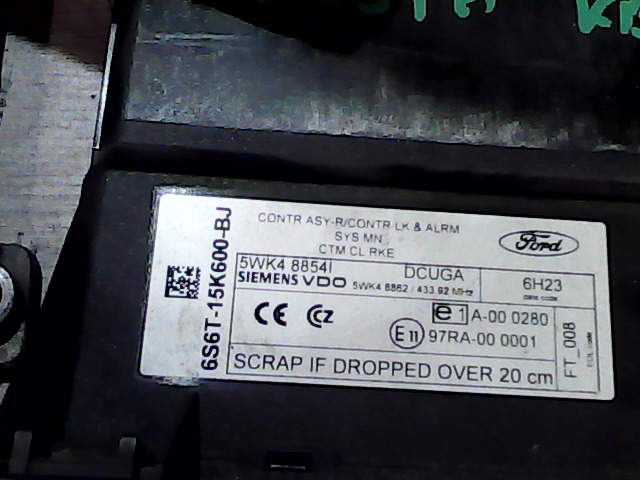 CONTR ASY-R/CONTR LK & ALRM
SYS MN
CTM CL RKE
Ford
6S6T-15K600-BJ
5WK4 8854I
DCUGA
6H23
SIEMENS VDO 5WK4 8862 / 433.92 MHz
date code
CE CZ
e 1 A-00 0280
E11 97RA-00 0001
FT_008
SCRAP IF DROPPED OVER 20 cm